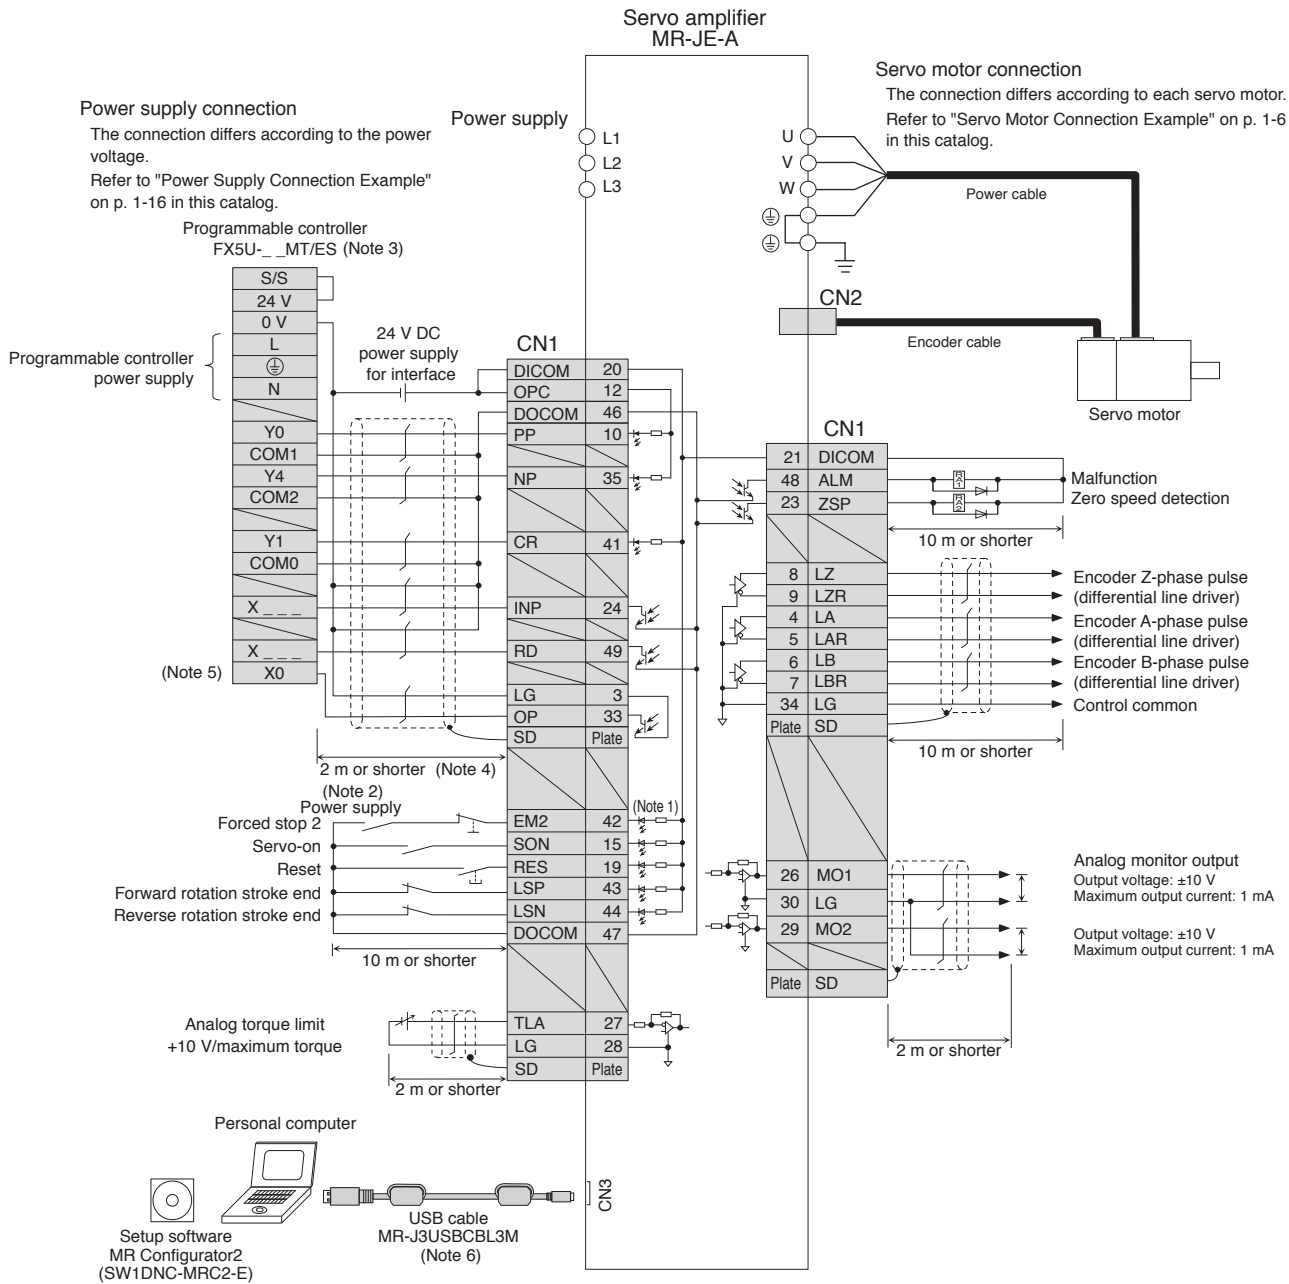 Servo amplifier
MR-JE-A
Power supply connection
The connection differs according to the power
voltage.
Refer to "Power Supply Connection Example"
on p. 1-16 in this catalog.
Power supply
L1
L2
L3
U
V
W
Servo motor connection
The connection differs according to each servo motor.
Refer to "Servo Motor Connection Example" on p. 1-6
in this catalog.
Power cable
CN2
Encoder cable
Servo motor
Programmable controller
FX5U-_ _MT/ES (Note 3)
S/S
24 V
0 V
L
N
Programmable controller
power supply
Y0
COM1
Y4
COM2
Y1
COM0
X _ _ _
X _ _ _
(Note 5)
X0
24 V DC
power supply
for interface
CN1
DICOM 20
OPC 12
DOCOM 46
PP 10
NP 35
CR 41
INP 24
RD 49
LG 3
OP 33
SD Plate
2 m or shorter (Note 4)
(Note 2)
Power supply
(Note 1)
Forced stop 2
EM2 42
Servo-on
SON 15
Reset
RES 19
Forward rotation stroke end
LSP 43
Reverse rotation stroke end
LSN 44
DOCOM 47
10 m or shorter
Analog torque limit
+10 V/maximum torque
TLA 27
LG 28
SD Plate
2 m or shorter
CN1
21 DICOM
48 ALM
RA1
Malfunction
23 ZSP
RA2
Zero speed detection
10 m or shorter
8 LZ
Encoder Z-phase pulse
9 LZR
(differential line driver)
4 LA
Encoder A-phase pulse
5 LAR
(differential line driver)
6 LB
Encoder B-phase pulse
7 LBR
(differential line driver)
34 LG
Control common
Plate SD
10 m or shorter
26 MO1
30 LG
29 MO2
Plate SD
Analog monitor output
Output voltage: ±10 V
Maximum output current: 1 mA
Output voltage: ±10 V
Maximum output current: 1 mA
2 m or shorter
Personal computer
Setup software
MR Configurator2
(SW1DNC-MRC2-E)
USB cable
MR-J3USBCBL3M
(Note 6)
CN3